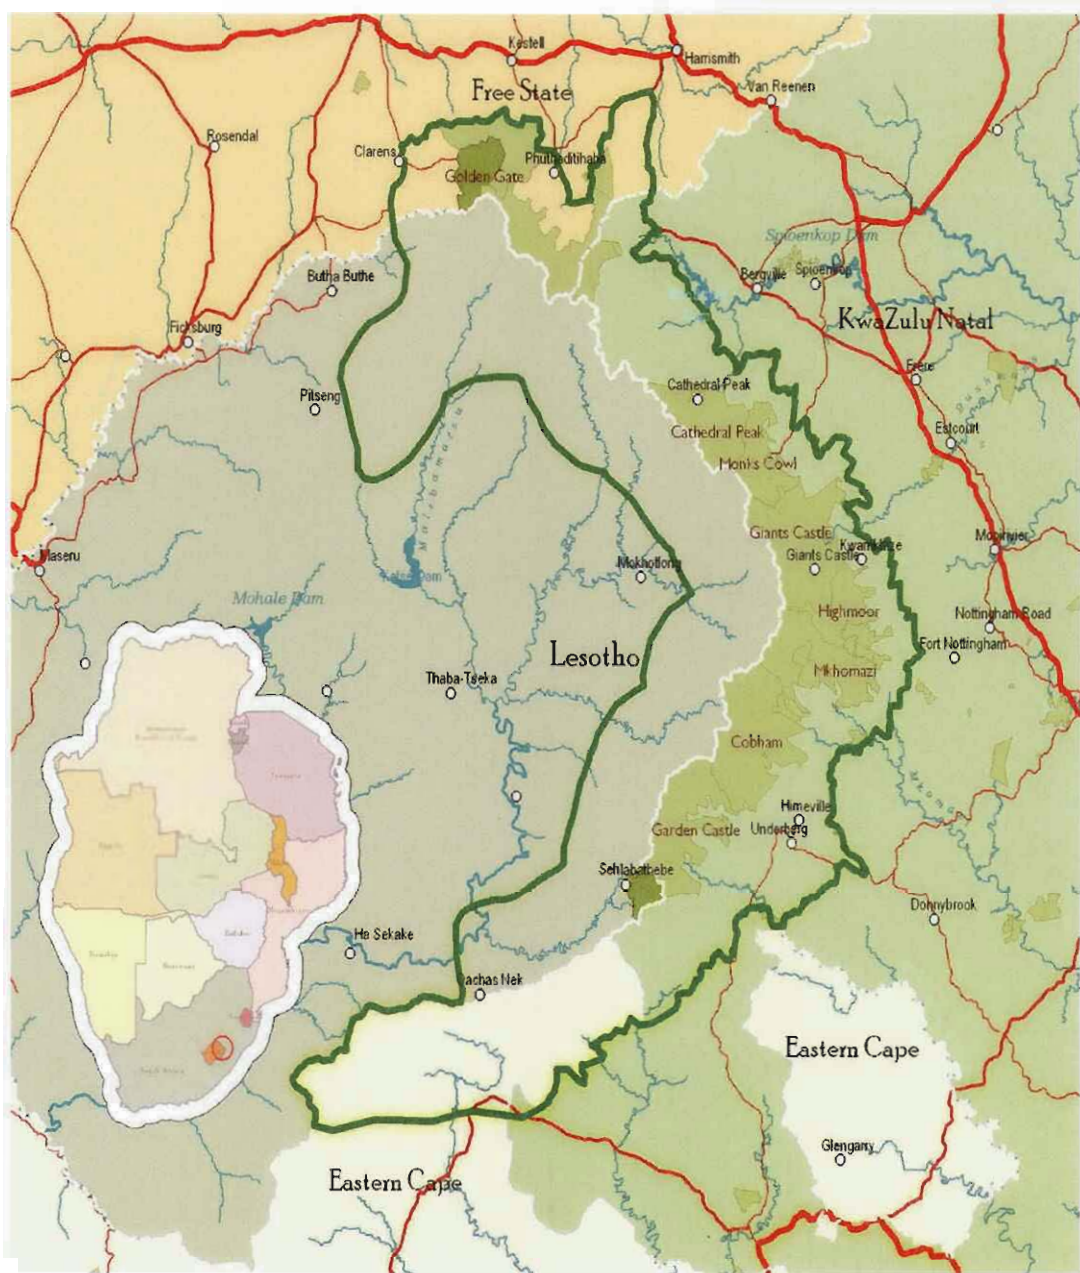 Kestell
Harrismith
Free State
Van Reenen
Rosendal
Clarens
Phuthaditjhaba
Golden Gate
Spioenkop Dam
Butha Buthe
Bergville
Spioenkop
KwaZulu Natal
Ficksburg
Frere
Pitseng
Cathedral Peak
Cathedral Peak
Estcourt
Monks Cowl
Malibamatsu
Giants Castle
Mooirivier
Maseru
Giants Castle
Mokhotlong
Katse Dam
Mohale Dam
Highmoor
Nottingham Road
Fort Nottingham
Lesotho
Mkhomazi
Thaba-Tseka
Cobham
Himeville
Garden Castle
Underberg
Sehlabathebe
Donnybrook
Ha Sekake
Qachas Nek
Eastern Cape
Glengarry
Eastern Cape